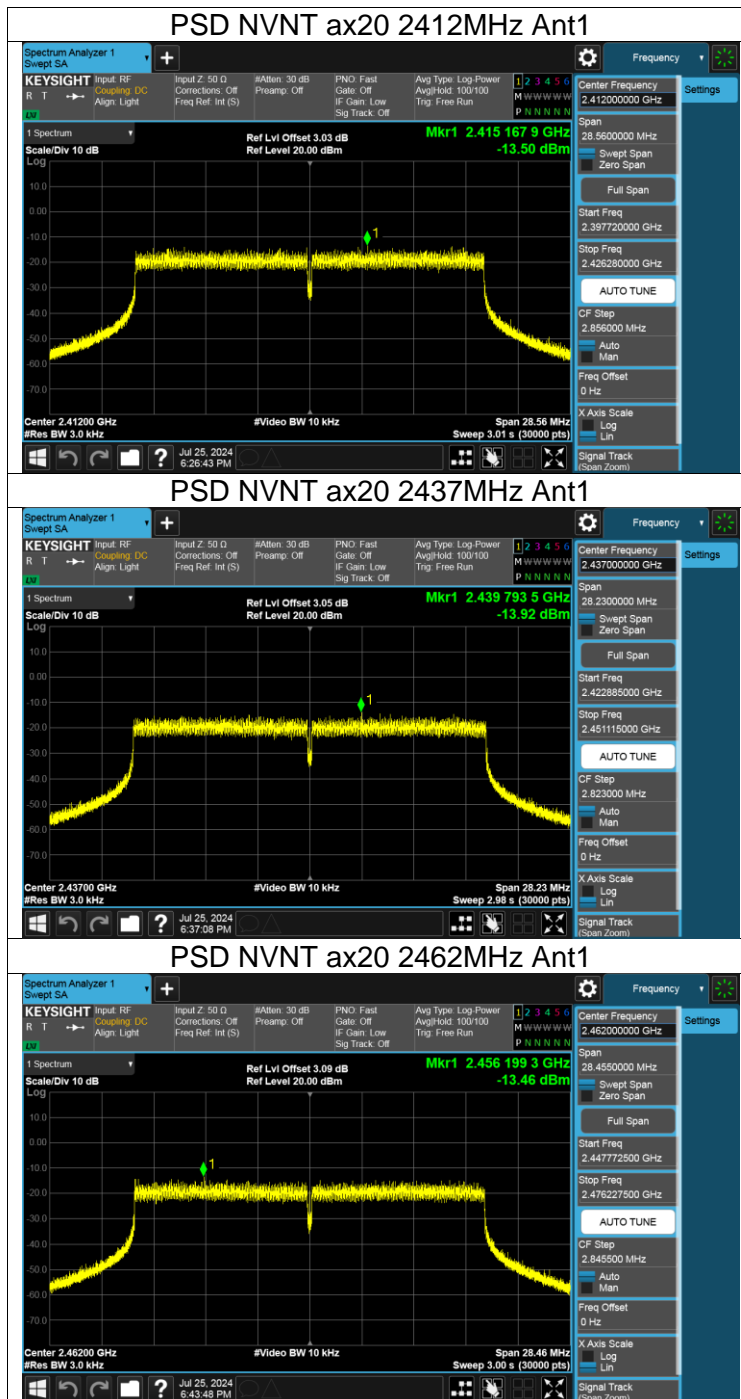 PSD NVNT ax20 2412MHz Ant1
Spectrum Analyzer 1
Swept SA
Frequency
KEYSIGHT
R T
LXI
Input: RF
Coupling: DC
Align: Light
Input Z: 50 Ω
Corrections: Off
Freq Ref: Int (S)
#Atten: 30 dB
Preamp: Off
PNO: Fast
Gate: Off
IF Gain: Low
Sig Track: Off
Avg Type: Log-Power
Avg|Hold: 100/100
Trig: Free Run
1 2 3 4 5 6
M W W W W W
P N N N N N
Center Frequency
2.412000000 GHz
Settings
Span
28.5600000 MHz
Swept Span
Zero Span
Full Span
Start Freq
2.397720000 GHz
Stop Freq
2.426280000 GHz
AUTO TUNE
CF Step
2.856000 MHz
Auto
Man
Freq Offset
0 Hz
X Axis Scale
Log
Lin
Signal Track
(Span Zoom)
1 Spectrum
Scale/Div 10 dB
Log
Ref Lvl Offset 3.03 dB
Ref Level 20.00 dBm
Mkr1 2.415 167 9 GHz
-13.50 dBm
10.0
0.00
-10.0
-20.0
-30.0
-40.0
-50.0
-60.0
-70.0
1
Center 2.41200 GHz
#Res BW 3.0 kHz
#Video BW 10 kHz
Span 28.56 MHz
Sweep 3.01 s (30000 pts)
Jul 25, 2024
6:26:43 PM
PSD NVNT ax20 2437MHz Ant1
Spectrum Analyzer 1
Swept SA
Frequency
KEYSIGHT
R T
LXI
Input: RF
Coupling: DC
Align: Light
Input Z: 50 Ω
Corrections: Off
Freq Ref: Int (S)
#Atten: 30 dB
Preamp: Off
PNO: Fast
Gate: Off
IF Gain: Low
Sig Track: Off
Avg Type: Log-Power
Avg|Hold: 100/100
Trig: Free Run
1 2 3 4 5 6
M W W W W W
P N N N N N
Center Frequency
2.437000000 GHz
Settings
Span
28.2300000 MHz
Swept Span
Zero Span
Full Span
Start Freq
2.422885000 GHz
Stop Freq
2.451115000 GHz
AUTO TUNE
CF Step
2.823000 MHz
Auto
Man
Freq Offset
0 Hz
X Axis Scale
Log
Lin
Signal Track
(Span Zoom)
1 Spectrum
Scale/Div 10 dB
Log
Ref Lvl Offset 3.05 dB
Ref Level 20.00 dBm
Mkr1 2.439 793 5 GHz
-13.92 dBm
10.0
0.00
-10.0
-20.0
-30.0
-40.0
-50.0
-60.0
-70.0
1
Center 2.43700 GHz
#Res BW 3.0 kHz
#Video BW 10 kHz
Span 28.23 MHz
Sweep 2.98 s (30000 pts)
Jul 25, 2024
6:37:08 PM
PSD NVNT ax20 2462MHz Ant1
Spectrum Analyzer 1
Swept SA
Frequency
KEYSIGHT
R T
LXI
Input: RF
Coupling: DC
Align: Light
Input Z: 50 Ω
Corrections: Off
Freq Ref: Int (S)
#Atten: 30 dB
Preamp: Off
PNO: Fast
Gate: Off
IF Gain: Low
Sig Track: Off
Avg Type: Log-Power
Avg|Hold: 100/100
Trig: Free Run
1 2 3 4 5 6
M W W W W W
P N N N N N
Center Frequency
2.462000000 GHz
Settings
Span
28.4550000 MHz
Swept Span
Zero Span
Full Span
Start Freq
2.447772500 GHz
Stop Freq
2.476227500 GHz
AUTO TUNE
CF Step
2.845500 MHz
Auto
Man
Freq Offset
0 Hz
X Axis Scale
Log
Lin
Signal Track
(Span Zoom)
1 Spectrum
Scale/Div 10 dB
Log
Ref Lvl Offset 3.09 dB
Ref Level 20.00 dBm
Mkr1 2.456 199 3 GHz
-13.46 dBm
10.0
0.00
-10.0
-20.0
-30.0
-40.0
-50.0
-60.0
-70.0
1
Center 2.46200 GHz
#Res BW 3.0 kHz
#Video BW 10 kHz
Span 28.46 MHz
Sweep 3.00 s (30000 pts)
Jul 25, 2024
6:43:48 PM